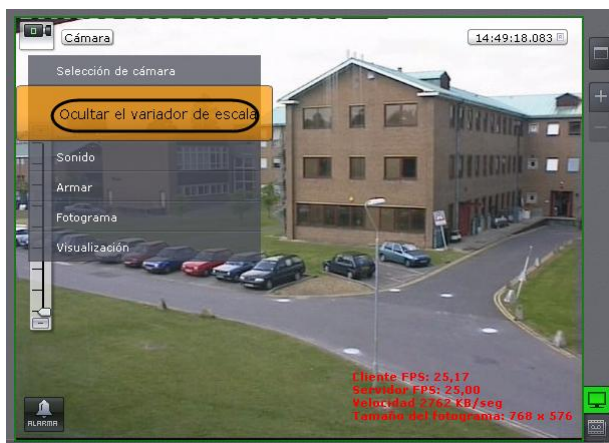 Cámara
14:49:18.083
Selección de cámara
Ocultar el variador de escala
Sonido
Armar
Fotograma
Visualización
Cliente FPS: 25,17
Servidor FPS: 25,00
Velocidad 2762 KB/seg
Tamaño del fotograma: 768 x 576
ALARMA